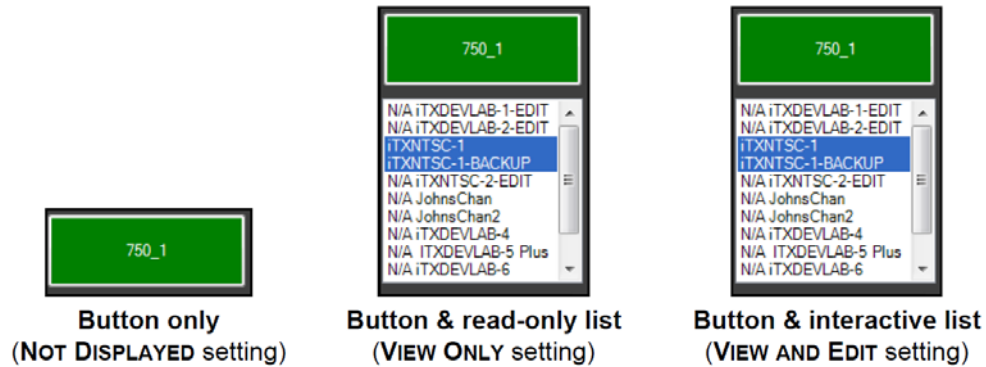 750_1
Button only
(NOT DISPLAYED setting)
750_1
N/A iTXDEVLAB-1-EDIT
N/A iTXDEVLAB-2-EDIT
iTXNTSC-1
iTXNTSC-1-BACKUP
N/A iTXNTSC-2-EDIT
N/A JohnsChan
N/A JohnsChan2
N/A iTXDEVLAB-4
N/A  ITXDEVLAB-5 Plus
N/A iTXDEVLAB-6
Button & read-only list
(VIEW ONLY setting)
750_1
N/A iTXDEVLAB-1-EDIT
N/A iTXDEVLAB-2-EDIT
iTXNTSC-1
iTXNTSC-1-BACKUP
N/A iTXNTSC-2-EDIT
N/A JohnsChan
N/A JohnsChan2
N/A iTXDEVLAB-4
N/A  ITXDEVLAB-5 Plus
N/A iTXDEVLAB-6
Button & interactive list
(VIEW AND EDIT setting)